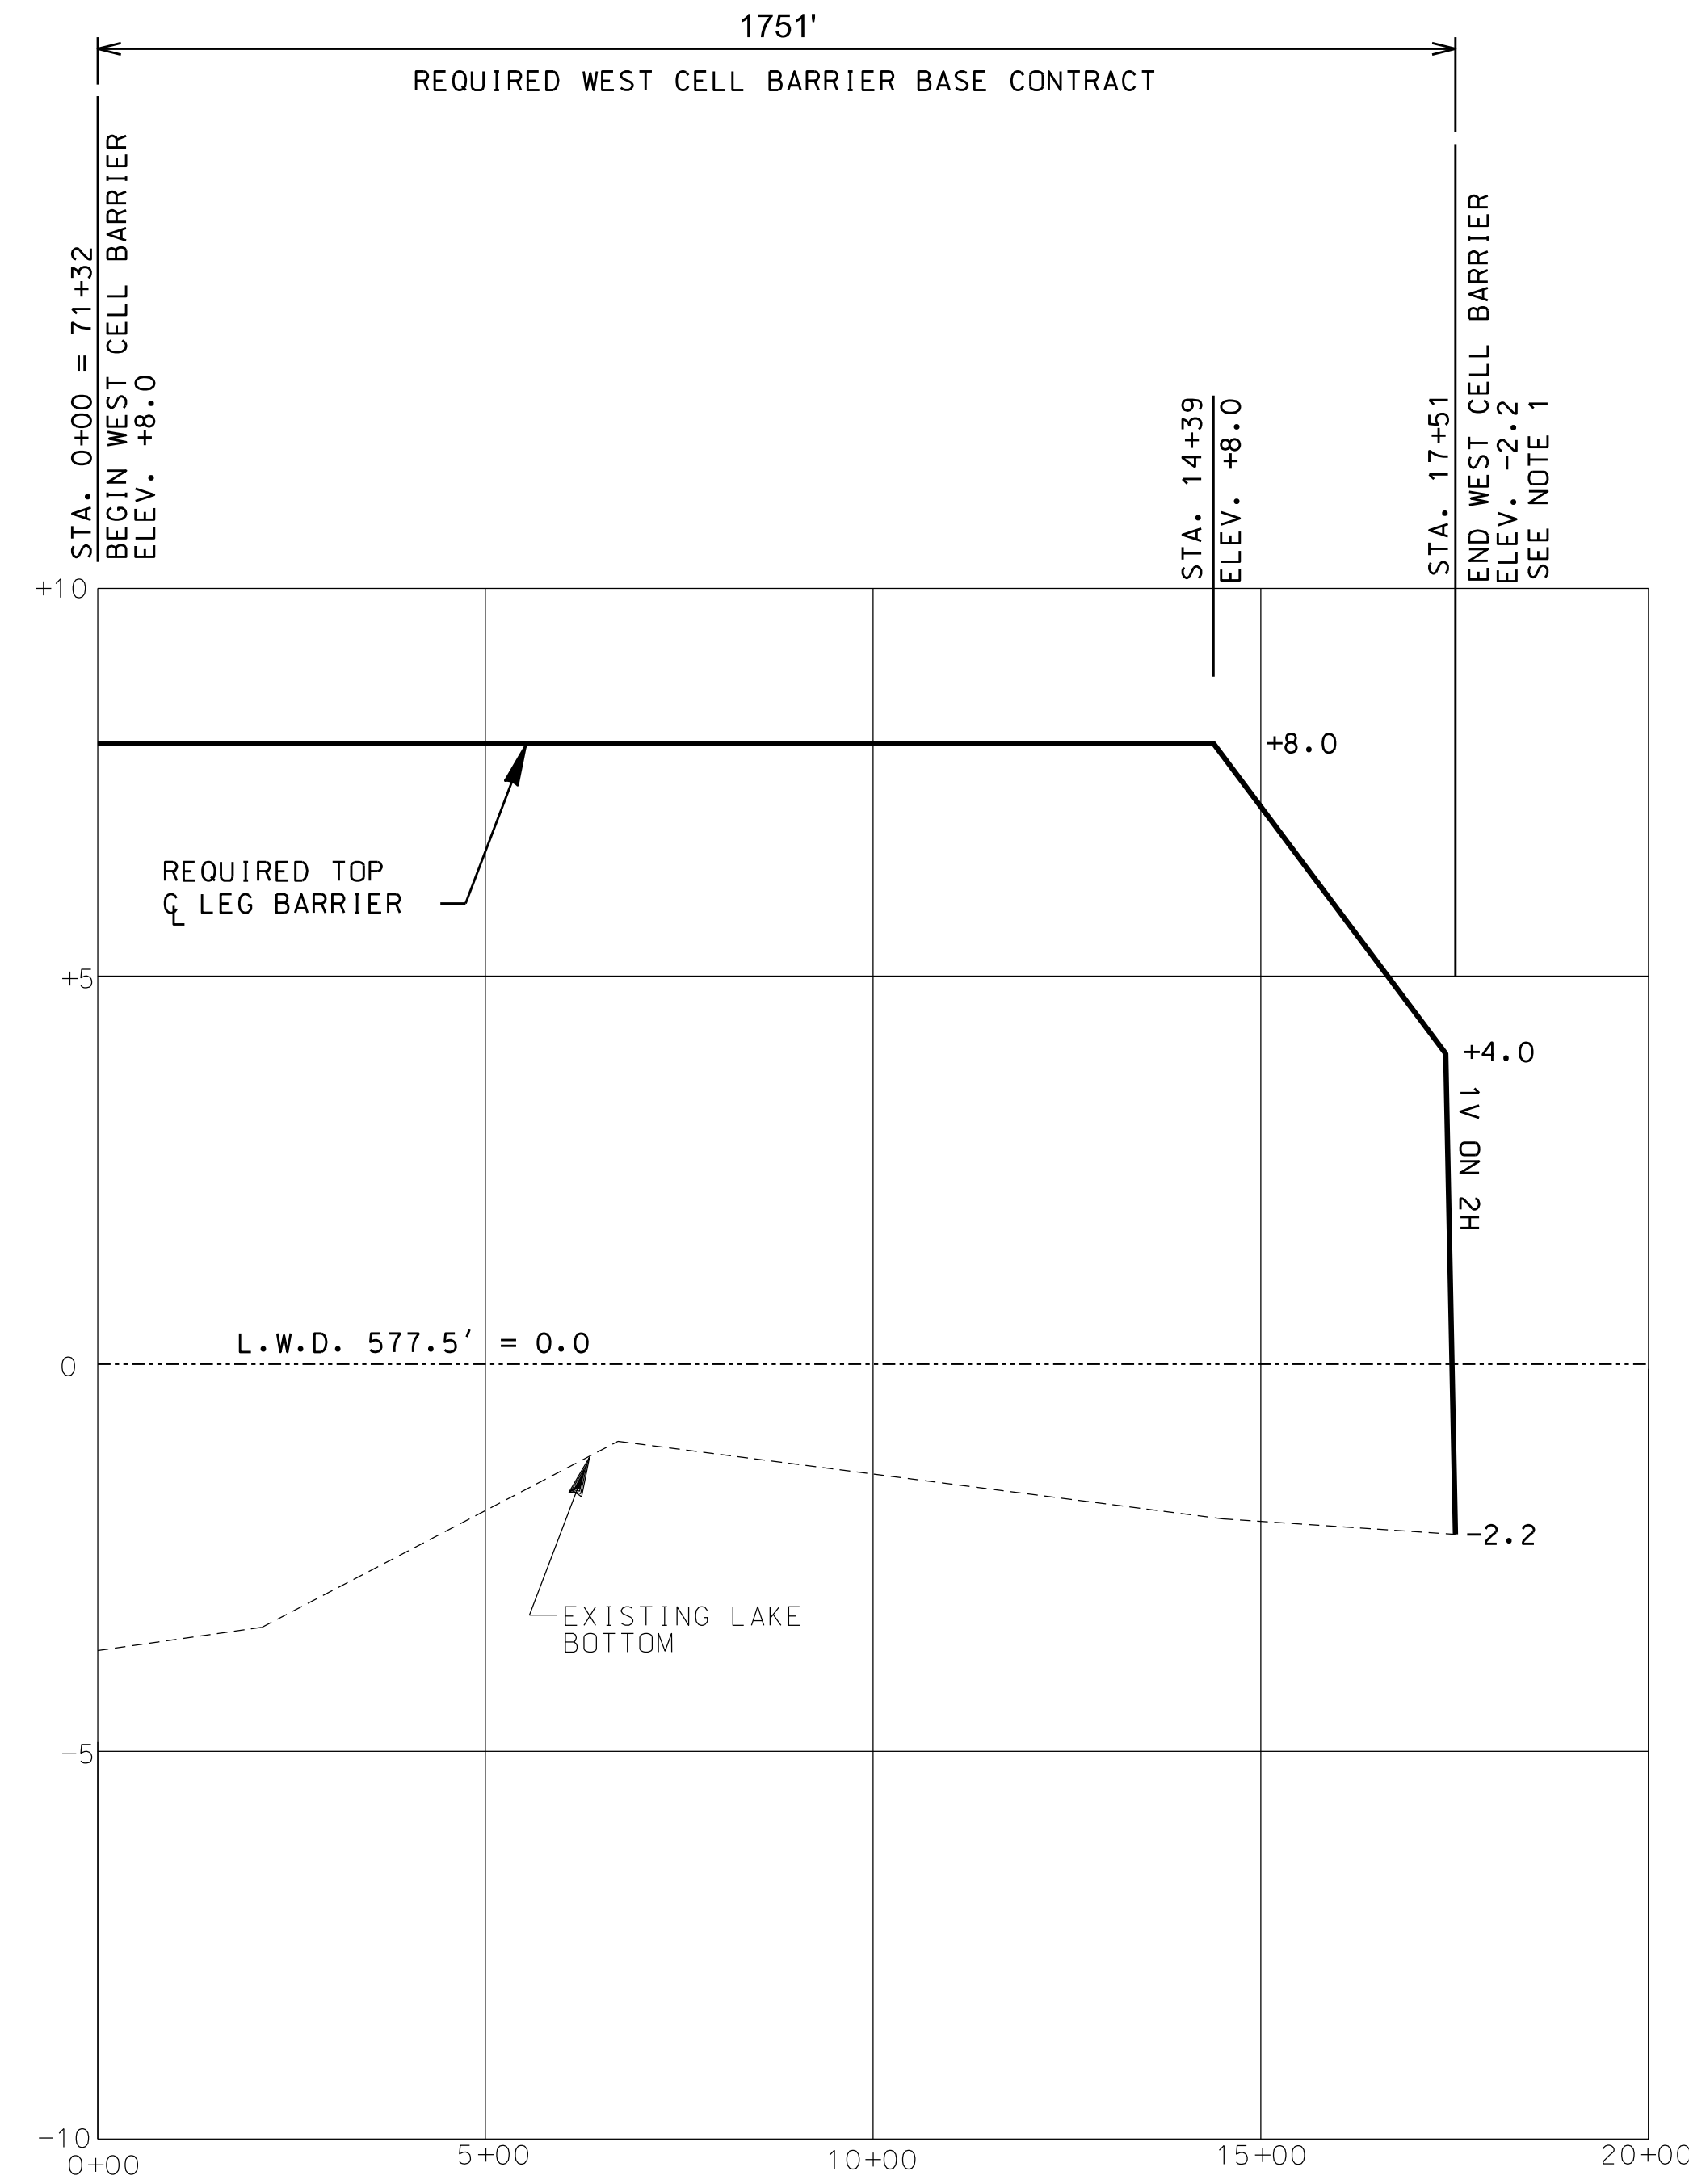 1751'
REQUIRED WEST CELL BARRIER BASE CONTRACT
STA. 0+00 = 71+32
BEGIN WEST CELL BARRIER
ELEV. +8.0
STA. 14+39
ELEV. +8.0
STA. 17+51
END WEST CELL BARRIER
ELEV. -2.2
SEE NOTE 1
+10
+8.0
REQUIRED TOP
℄ LEG BARRIER
+5
+4.0
1V ON 2H
L.W.D. 577.5' = 0.0
0
-2.2
EXISTING LAKE
BOTTOM
-5
-10
0+00
5+00
10+00
15+00
20+00